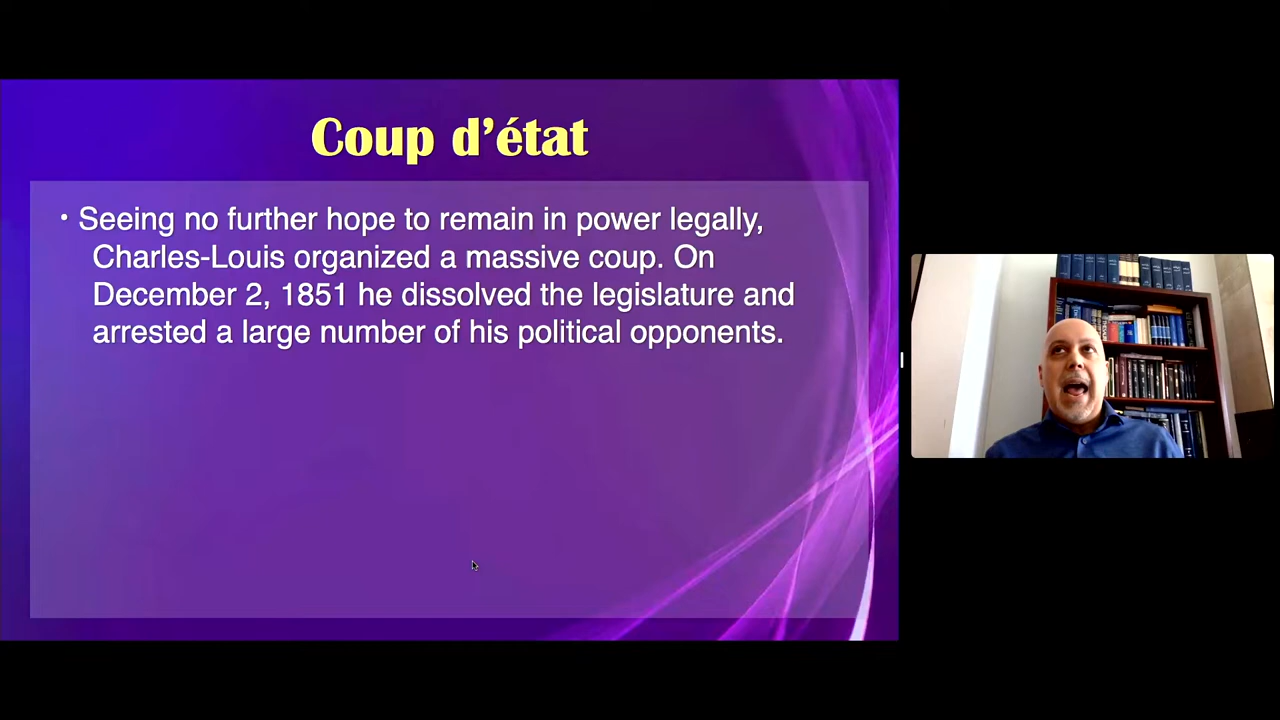 Coup d’état
• Seeing no further hope to remain in power legally,
Charles-Louis organized a massive coup. On
December 2, 1851 he dissolved the legislature and
arrested a large number of his political opponents.